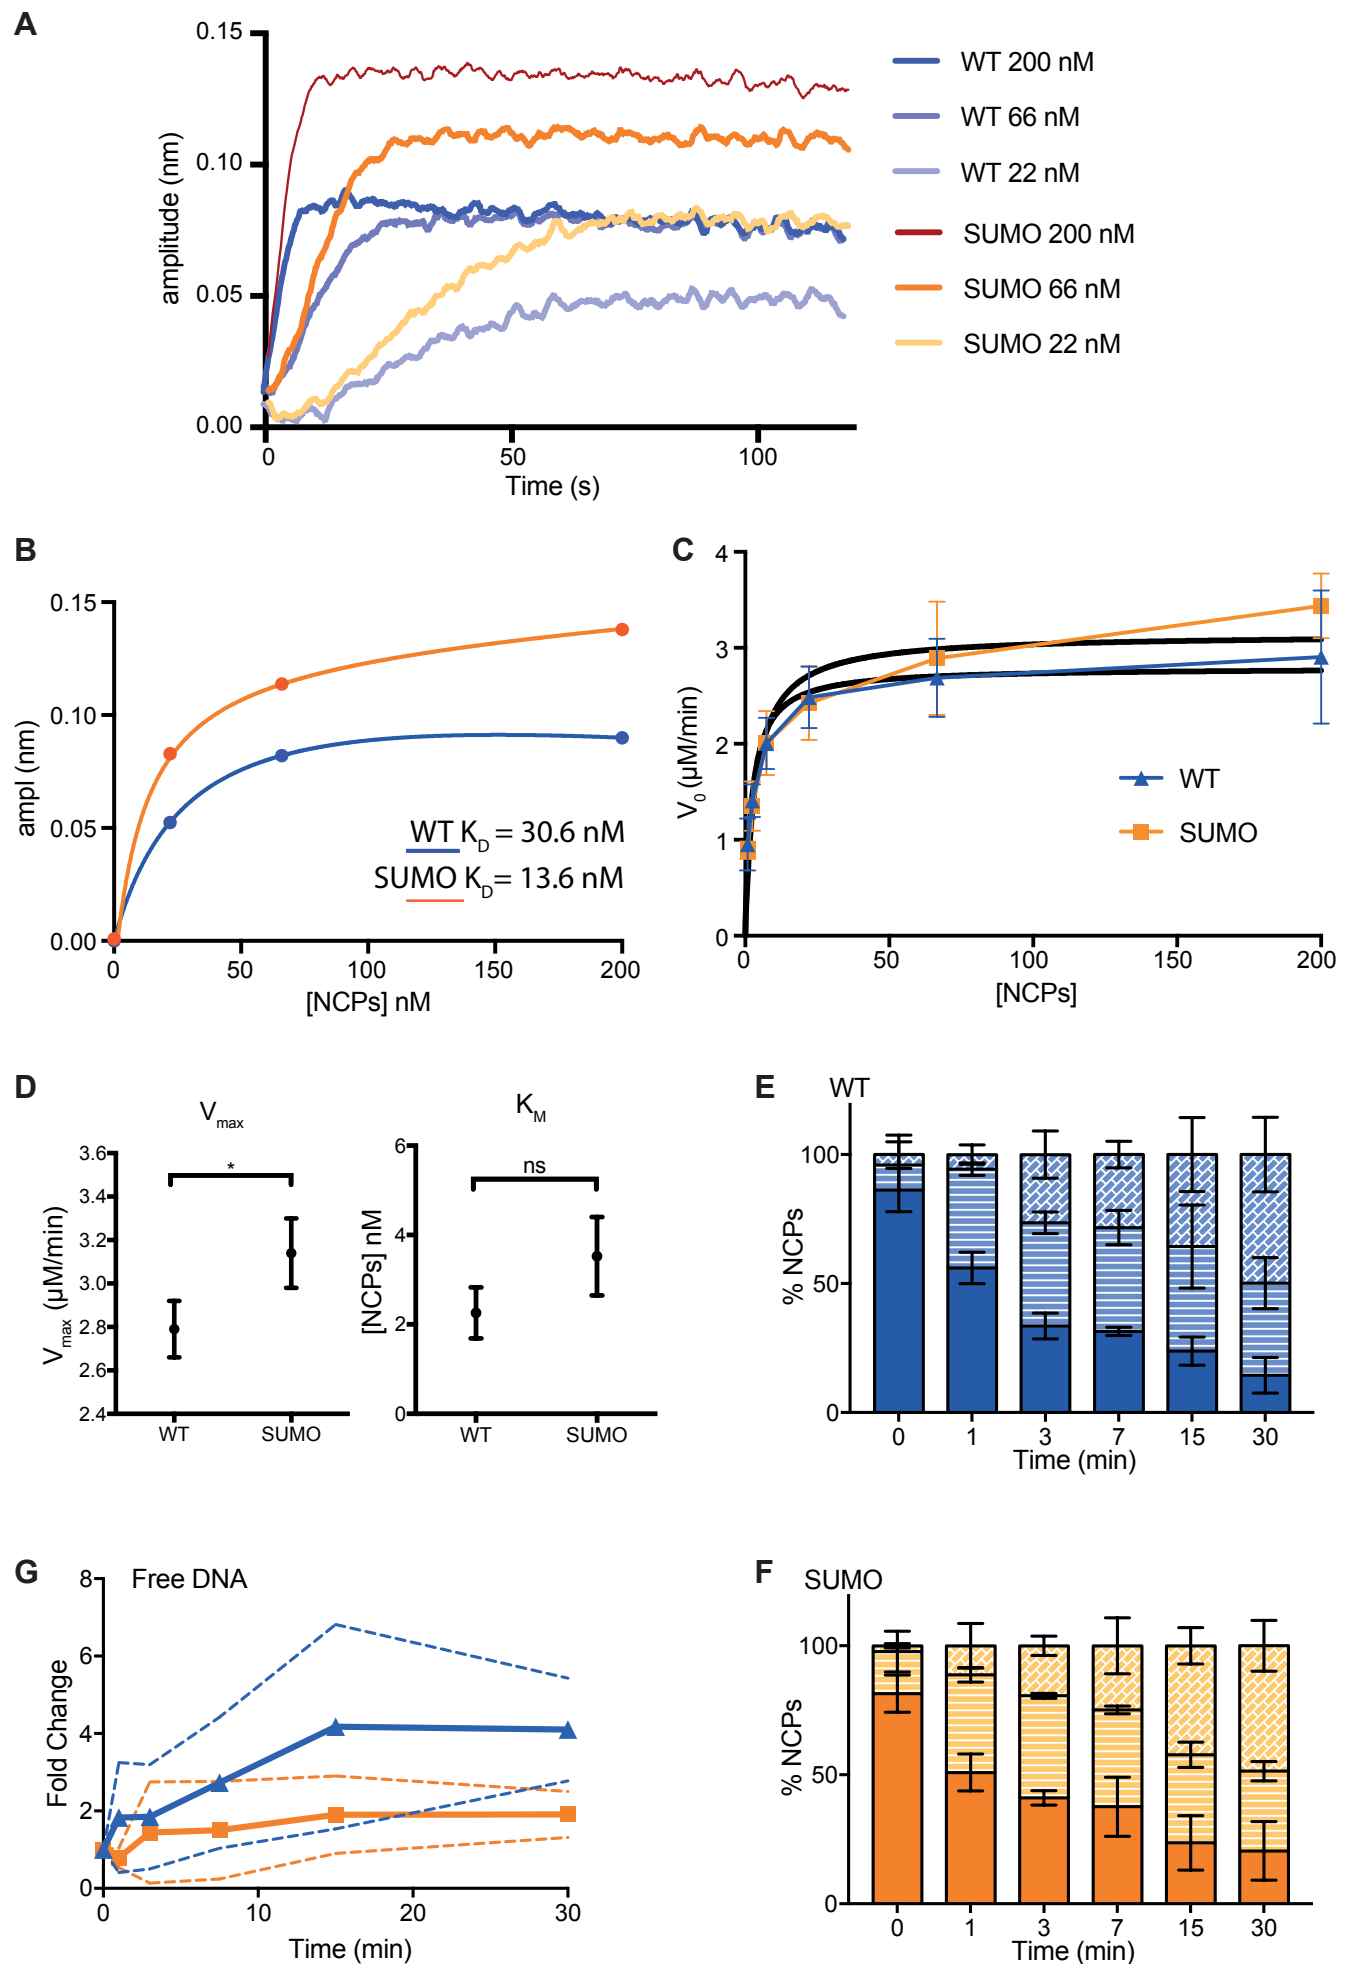 A
0.15
0.10
0.05
0.00
amplitude (nm)
0
50
100
Time (s)
WT 200 nM
WT 66 nM
WT 22 nM
SUMO 200 nM
SUMO 66 nM
SUMO 22 nM
B
0.15
0.10
0.05
0.00
ampl (nm)
WT K_D = 30.6 nM
SUMO K_D = 13.6 nM
0
50
100
150
200
[NCPs] nM
C
4
3
2
1
0
V_0 (µM/min)
WT
SUMO
0
50
100
150
200
[NCPs]
D
V_max
3.6
3.4
3.2
3.0
2.8
2.6
2.4
V_max (µM/min)
*
WT
SUMO
K_M
6
4
2
0
[NCPs] nM
ns
WT
SUMO
E
WT
100
50
0
% NCPs
0
1
3
7
15
30
Time (min)
G
Free DNA
8
6
4
2
0
Fold Change
0
10
20
30
Time (min)
F
SUMO
100
50
0
% NCPs
0
1
3
7
15
30
Time (min)